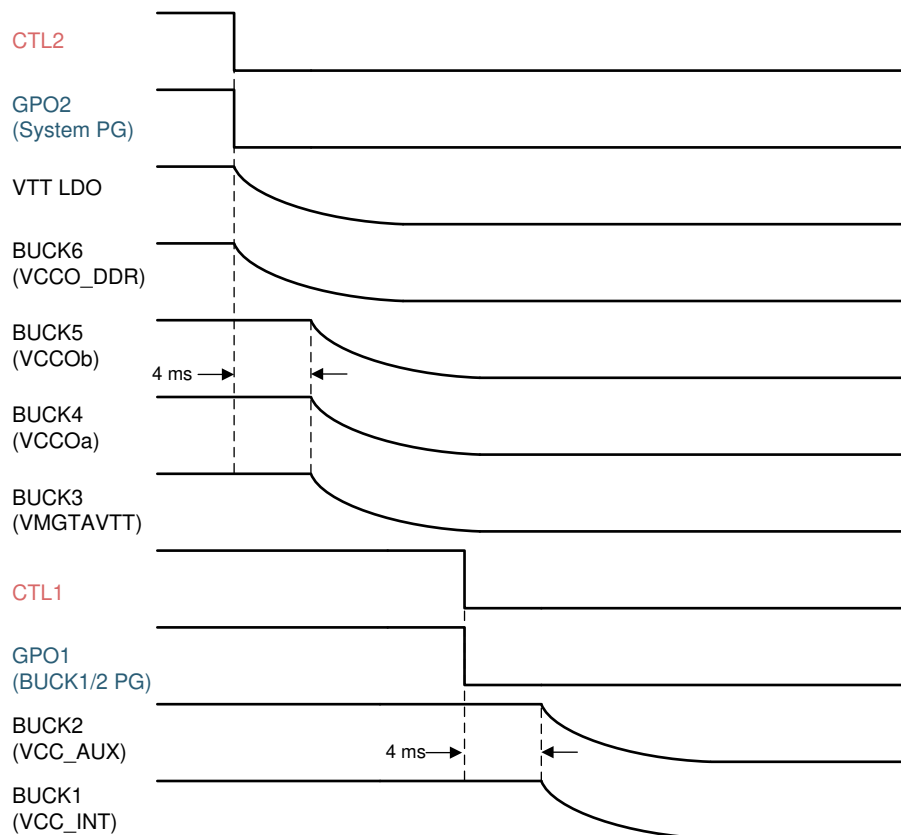 CTL2
GPO2
(System PG)
VTT LDO
BUCK6
(VCCO_DDR)
BUCK5
(VCCOb)
4 ms
BUCK4
(VCCOa)
BUCK3
(VMGTAVTT)
CTL1
GPO1
(BUCK1/2 PG)
BUCK2
(VCC_AUX)
4 ms
BUCK1
(VCC_INT)